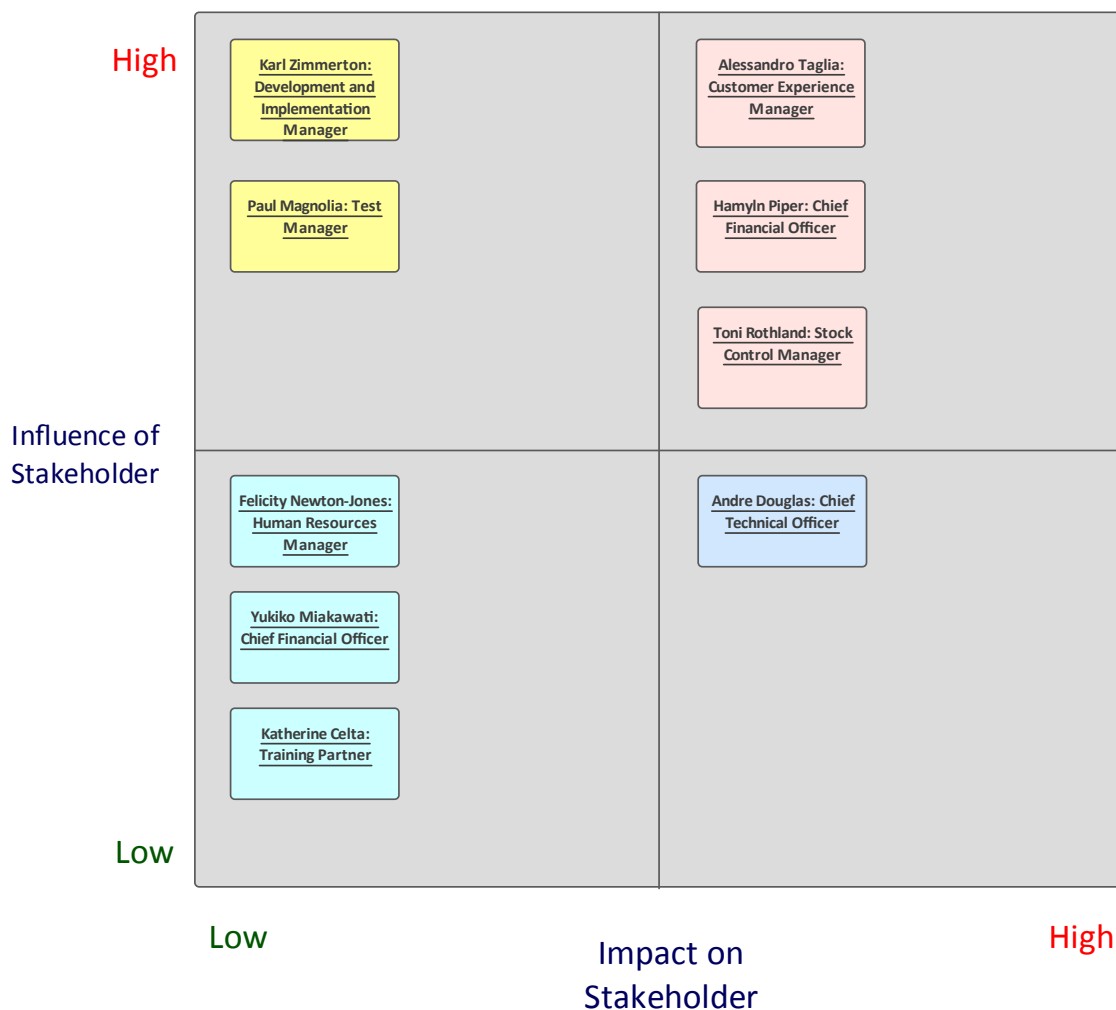 High
Karl Zimmerton:
Development and
Implementation
Manager
Alessandro Taglia:
Customer Experience
Manager
Paul Magnolia: Test
Manager
Hamyln Piper: Chief
Financial Officer
Toni Rothland: Stock
Control Manager
Influence of
Stakeholder
Felicity Newton-Jones:
Human Resources
Manager
Andre Douglas: Chief
Technical Officer
Yukiko Miakawati:
Chief Financial Officer
Katherine Celta:
Training Partner
Low
Low
Impact on
Stakeholder
High